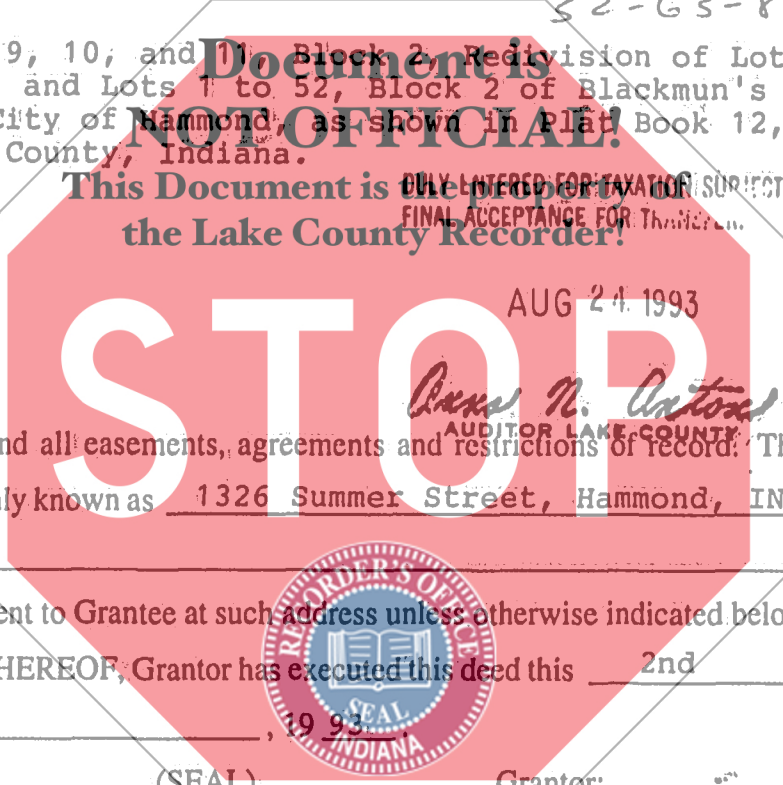 52-65-8
9, 10, and 11, Block 2, Redivision of Lot
and Lots 1 to 52, Block 2 of Blackmun's
City of Hammond, as shown in Plat Book 12,
County, Indiana.
Document is
NOT OFFICIAL!
This Document is the property of
the Lake County Recorder!
DULY ENTERED FOR TAXATION SUBJECT
FINAL ACCEPTANCE FOR TRANSFER.
AUG 24 1993
STOP
Anna N. Anton
AUDITOR LAKE COUNTY
nd all easements, agreements and restrictions of record. Th
ly known as 1326 Summer Street, Hammond, IN
ent to Grantee at such address unless otherwise indicated belo
HEREOF, Grantor has executed this deed this 2nd
, 19 93.
RECORDER'S OFFICE
SEAL
INDIANA
(SEAL) Grantor: